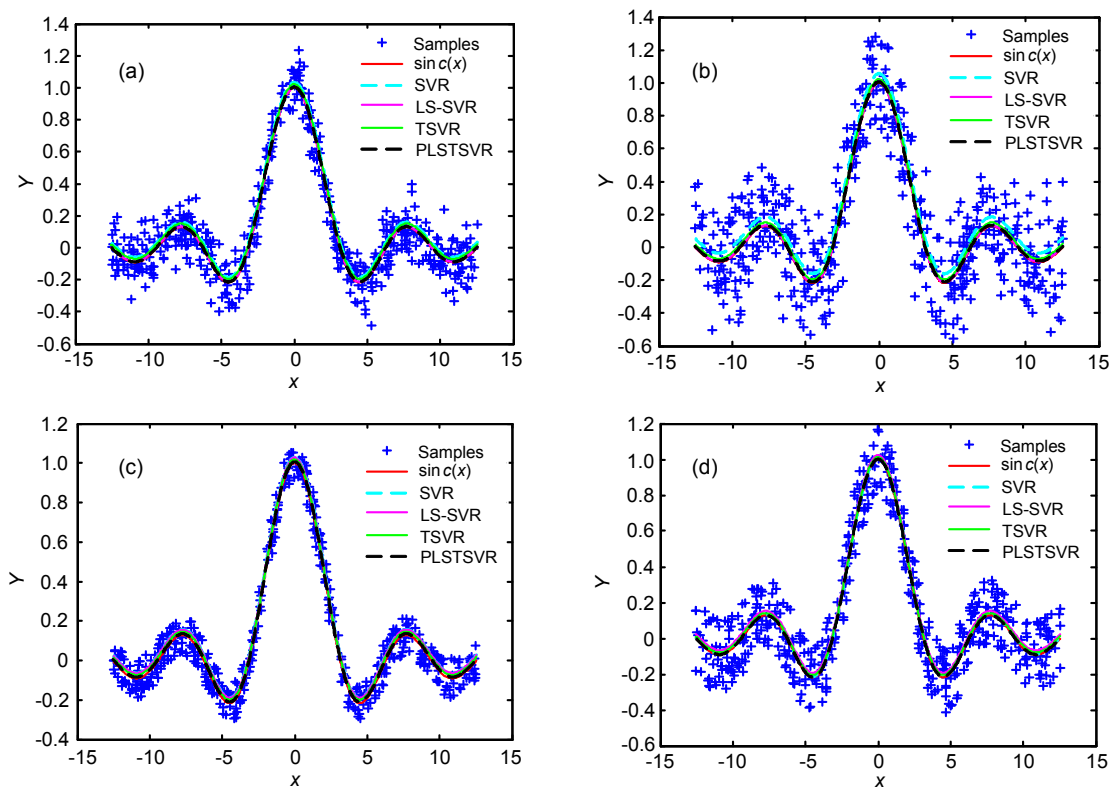 1.4
1.2
1.0
0.8
0.6
0.4
0.2
0
-0.2
-0.4
-0.6
Y
(a)
Samples
sin c(x)
SVR
LS-SVR
TSVR
PLSTSVR
-15 -10 -5 0 5 10 15
x
1.4
1.2
1.0
0.8
0.6
0.4
0.2
0
-0.2
-0.4
-0.6
Y
(b)
Samples
sin c(x)
SVR
LS-SVR
TSVR
PLSTSVR
-15 -10 -5 0 5 10 15
x
1.2
1.0
0.8
0.6
0.4
0.2
0
-0.2
-0.4
Y
(c)
Samples
sin c(x)
SVR
LS-SVR
TSVR
PLSTSVR
-15 -10 -5 0 5 10 15
x
1.2
1.0
0.8
0.6
0.4
0.2
0
-0.2
-0.4
-0.6
Y
(d)
Samples
sin c(x)
SVR
LS-SVR
TSVR
PLSTSVR
-15 -10 -5 0 5 10 15
x